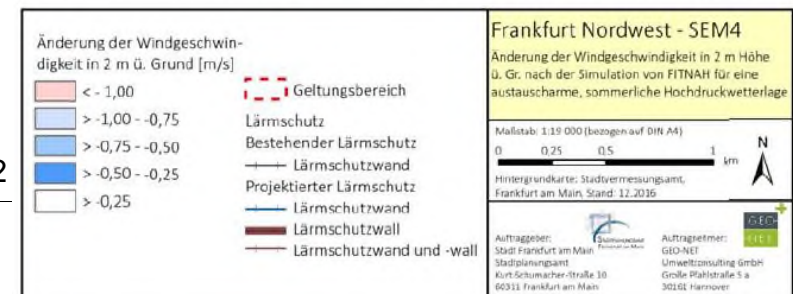 Änderung der Windgeschwin-
digkeit in 2 m ü. Grund [m/s]
< - 1,00
> -1,00 - -0,75
> -0,75 - -0,50
> -0,50 - -0,25
> -0,25
2
Geltungsbereich
Lärmschutz
Bestehender Lärmschutz
Lärmschutzwand
Projektierter Lärmschutz
Lärmschutzwand
Lärmschutzwall
Lärmschutzwand und -wall
Frankfurt Nordwest - SEM4
Änderung der Windgeschwindigkeit in 2 m Höhe
ü. Gr. nach der Simulation von FITNAH für eine
austauscharme, sommerliche Hochdruckwetterlage
Maßstab: 1:19 000 (bezogen auf DIN A4)
0 0,25 0,5 1 km
N
Hintergrundkarte: Stadtvermessungsamt,
Frankfurt am Main, Stand: 12.2016
Auftraggeber:
Stadt Frankfurt am Main
Stadtplanungsamt
Kurt-Schumacher-Straße 10
60311 Frankfurt am Main
Auftragnehmer:
GEO-NET
Umweltconsulting GmbH
Große Pfahlstraße 5 a
30161 Hannover
GEO
NET